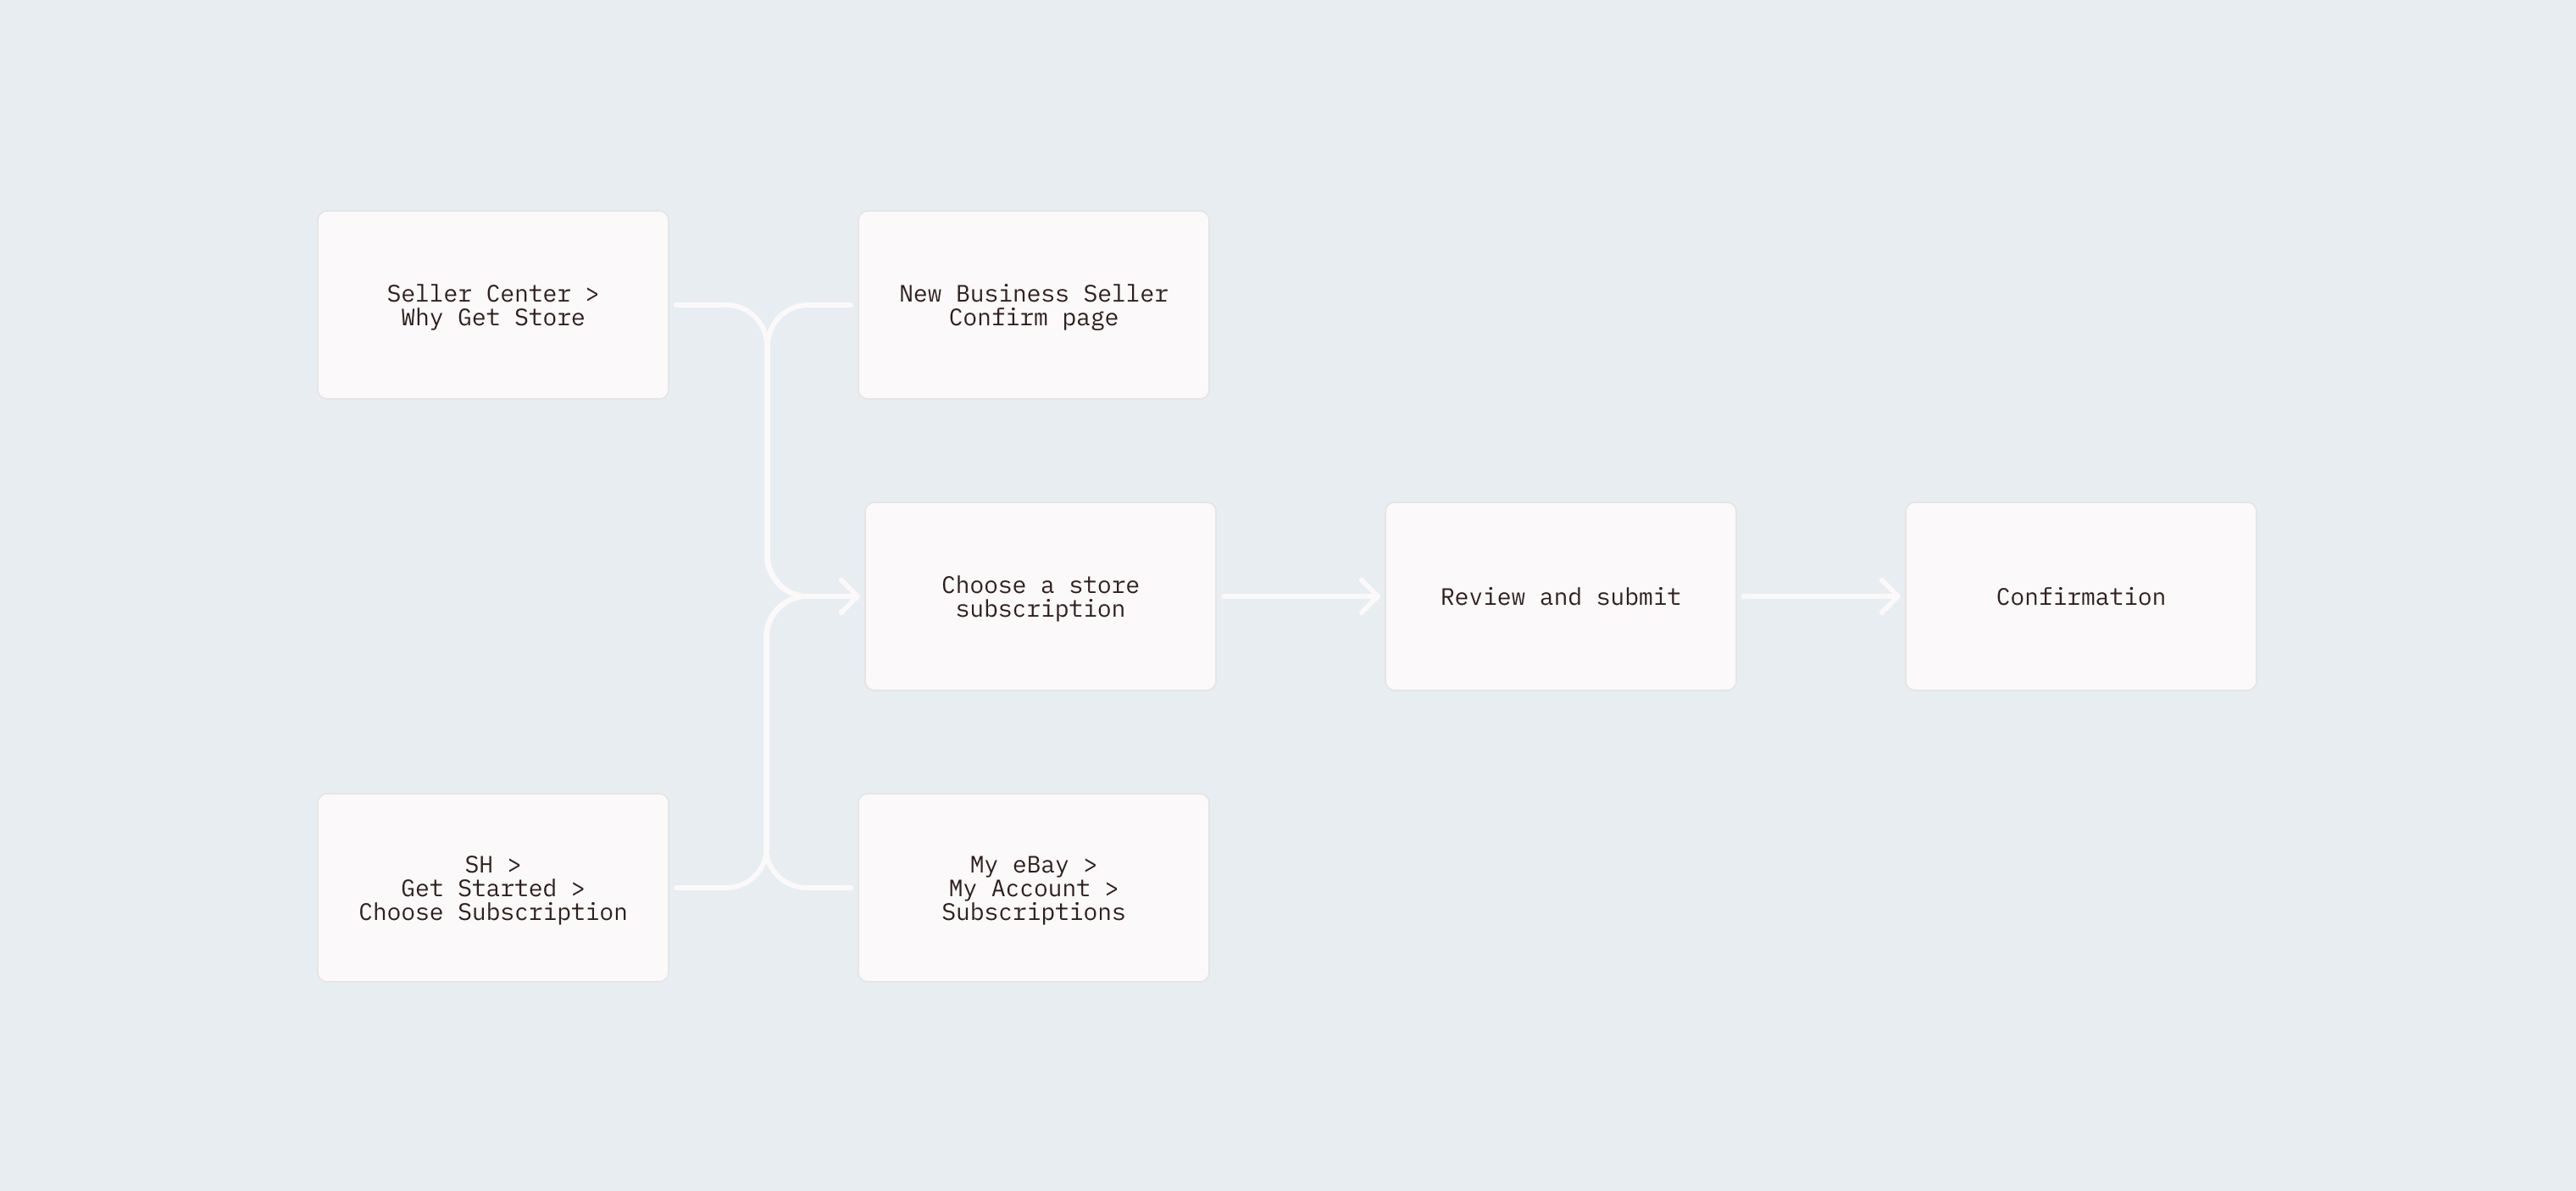 Seller Center >
Why Get Store
New Business Seller
Confirm page
Choose a store
subscription
Review and submit
Confirmation
SH >
Get Started >
Choose Subscription
My eBay >
My Account >
Subscriptions